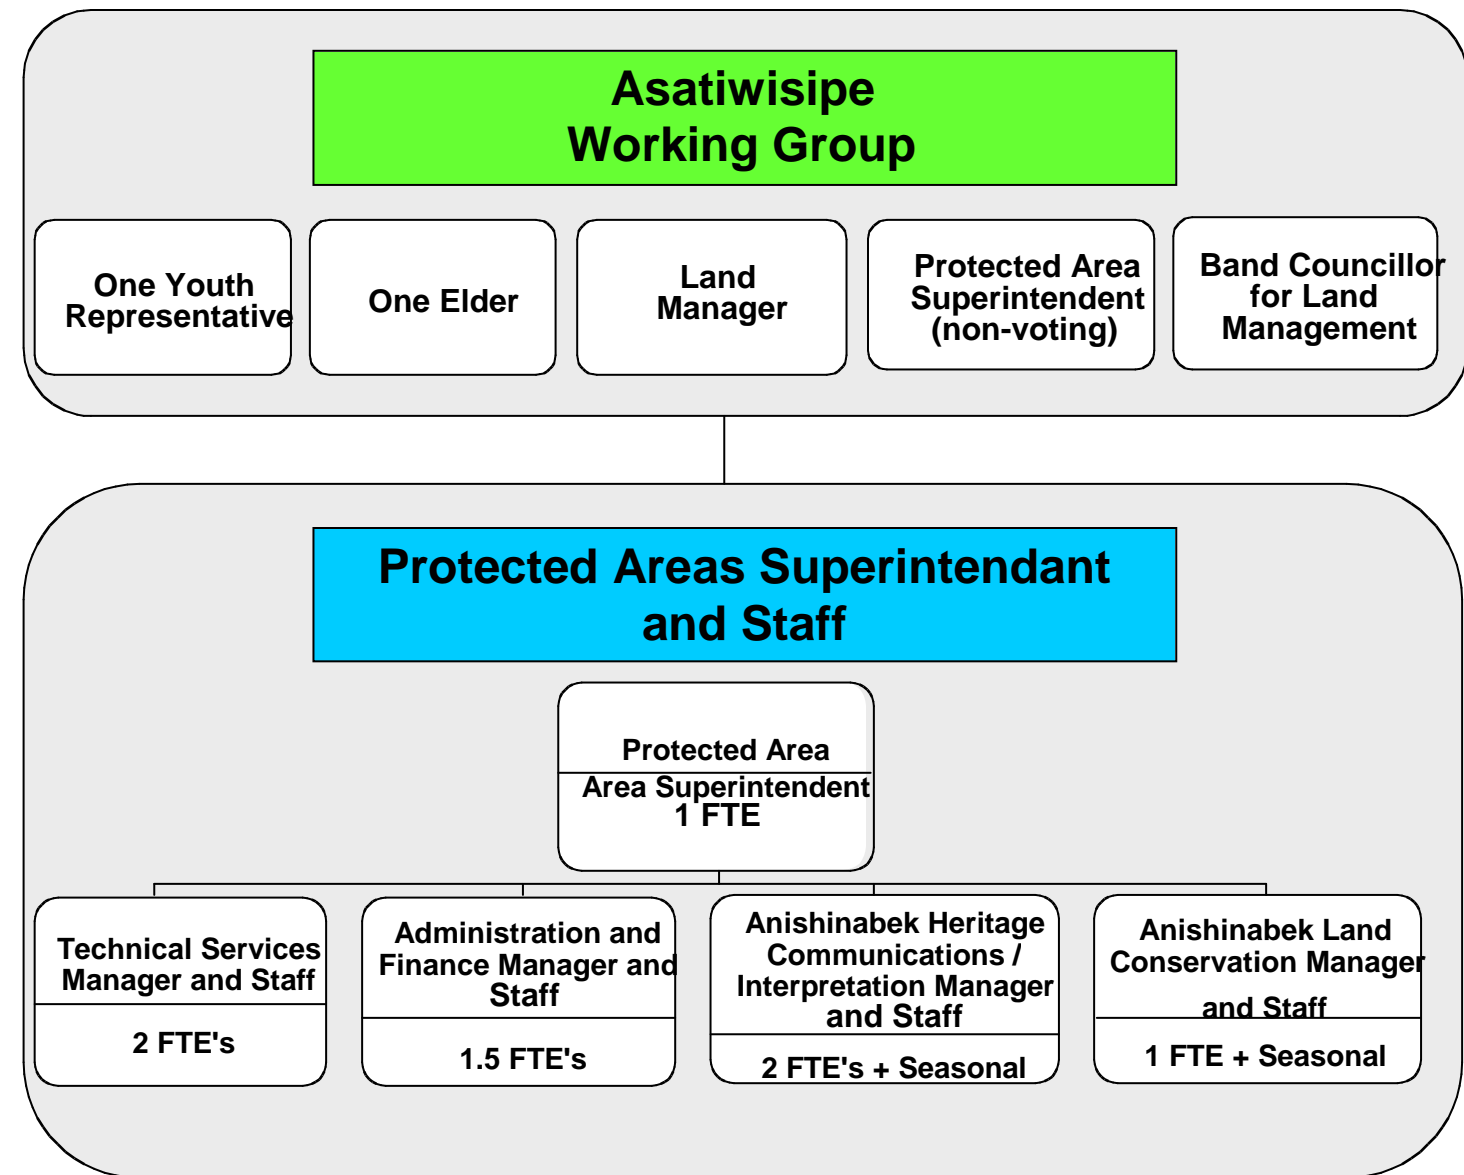 Asatiwisipe
Working Group
One Youth
Representative
One Elder
Land
Manager
Protected Area
Superintendent
(non-voting)
Band Councillor
for Land
Management
Protected Areas Superintendant
and Staff
Protected Area
Area Superintendent
1 FTE
Technical Services
Manager and Staff
2 FTE's
Administration and
Finance Manager and
Staff
1.5 FTE's
Anishinabek Heritage
Communications /
Interpretation Manager
and Staff
2 FTE's + Seasonal
Anishinabek Land
Conservation Manager
and Staff
1 FTE + Seasonal